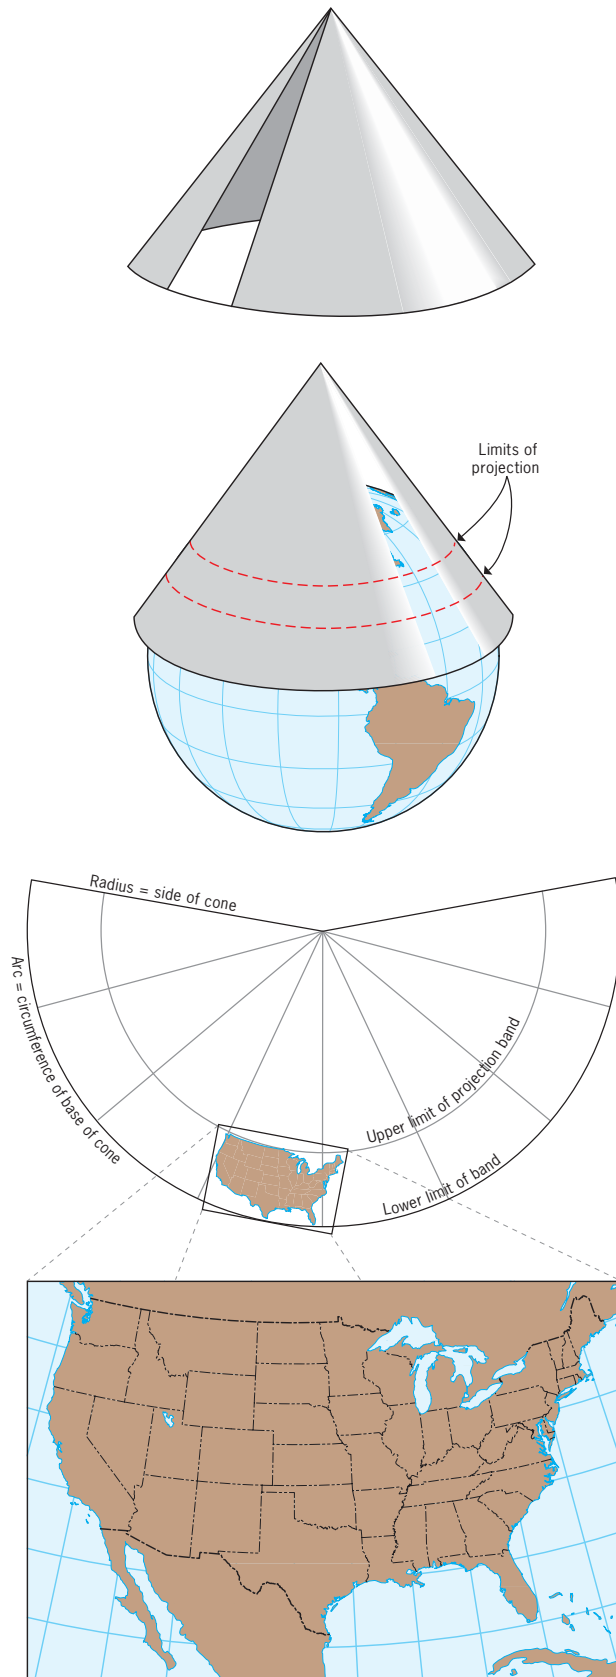 Limits of
projection
Radius = side of cone
Arc = circumference of base of cone
Upper limit of projection band
Lower limit of band